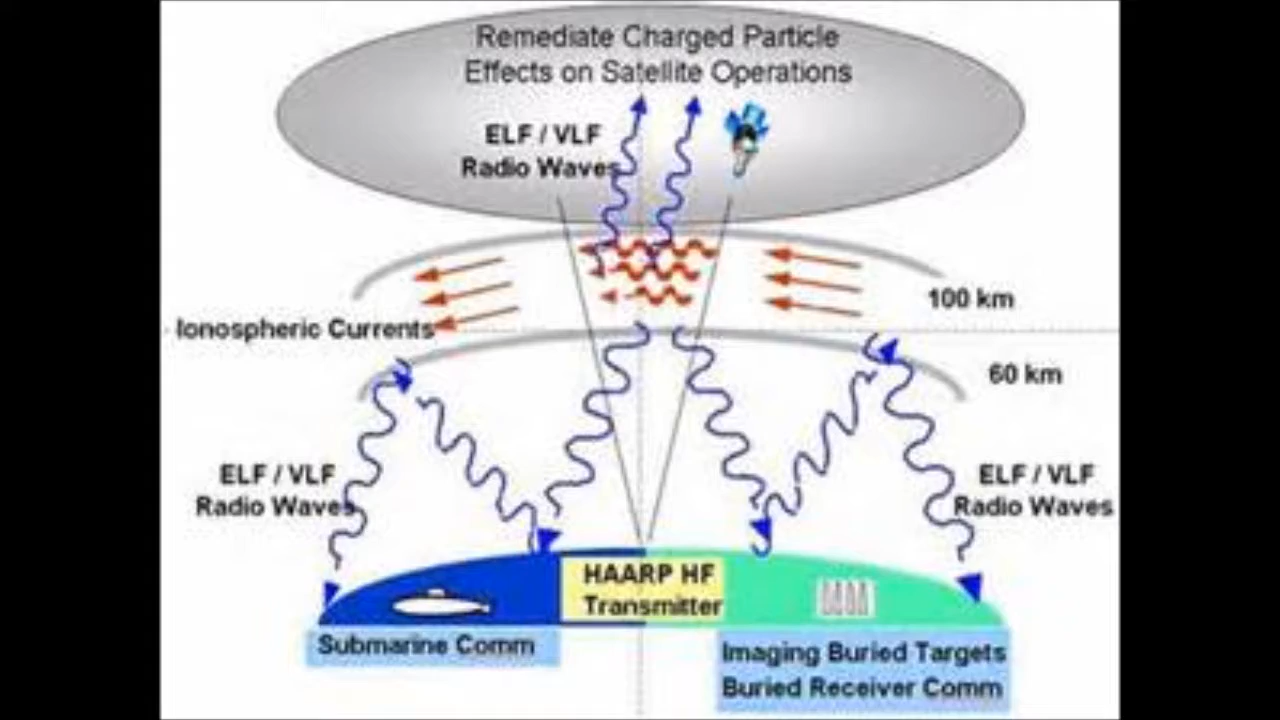 Remediate Charged Particle
Effects on Satellite Operations
ELF / VLF
Radio Waves
100 km
Ionospheric Currents
60 km
ELF / VLF
Radio Waves
ELF / VLF
Radio Waves
HAARP HF
Transmitter
Submarine Comm
Imaging Buried Targets
Buried Receiver Comm